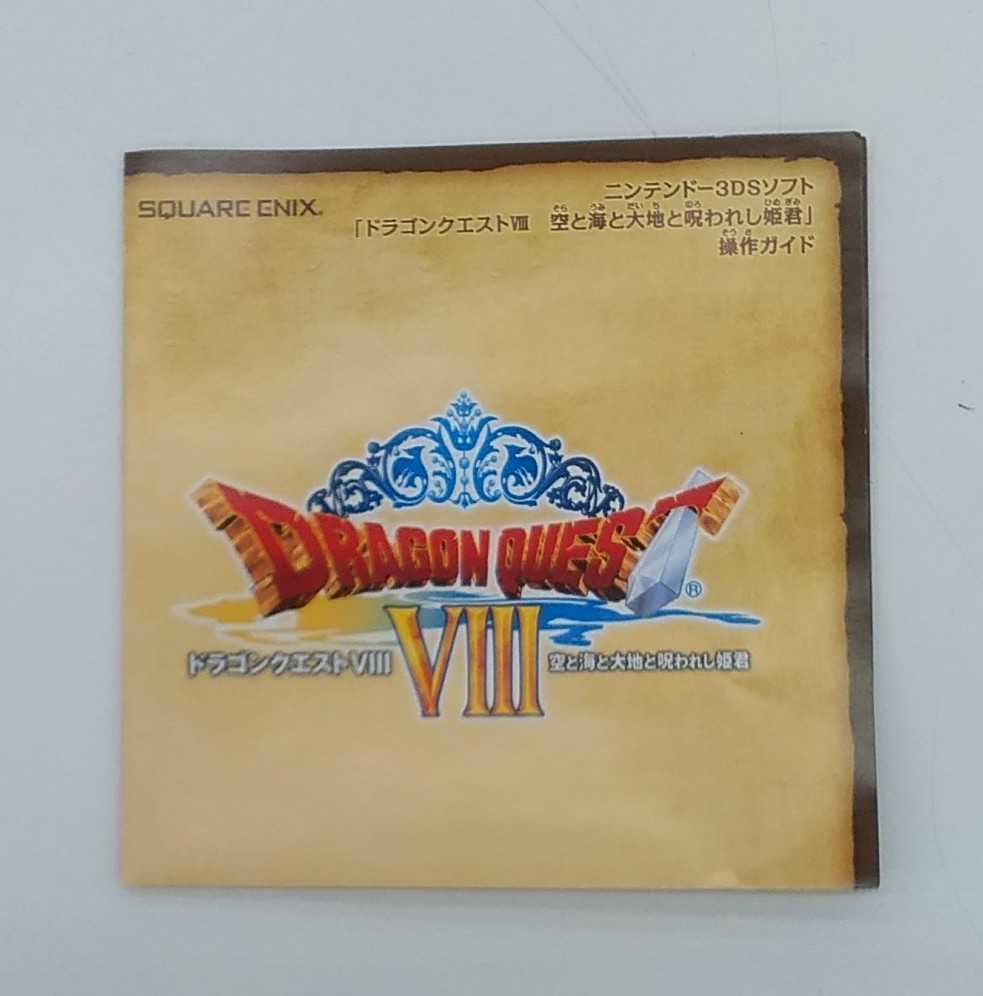 SQUARE ENIX®
ニンテンドー3DSソフト
「ドラゴンクエストⅧ 空と海と大地と呪われし姫君」
操作ガイド
DRAGON QUEST®
VIII
ドラゴンクエストVIII
空と海と大地と呪われし姫君